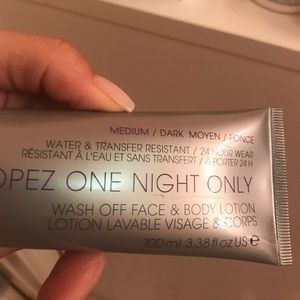 MEDIUM / DARK MOYEN / FONCE
WATER & TRANSFER RESISTANT / 24 HOUR WEAR
RÉSISTANT À L'EAU ET SANS TRANSFERT / À PORTER 24 H
OPEZ ONE NIGHT ONLY
WASH OFF FACE & BODY LOTION
LOTION LAVABLE VISAGE & CORPS
100 ml 3.38 fl oz US e